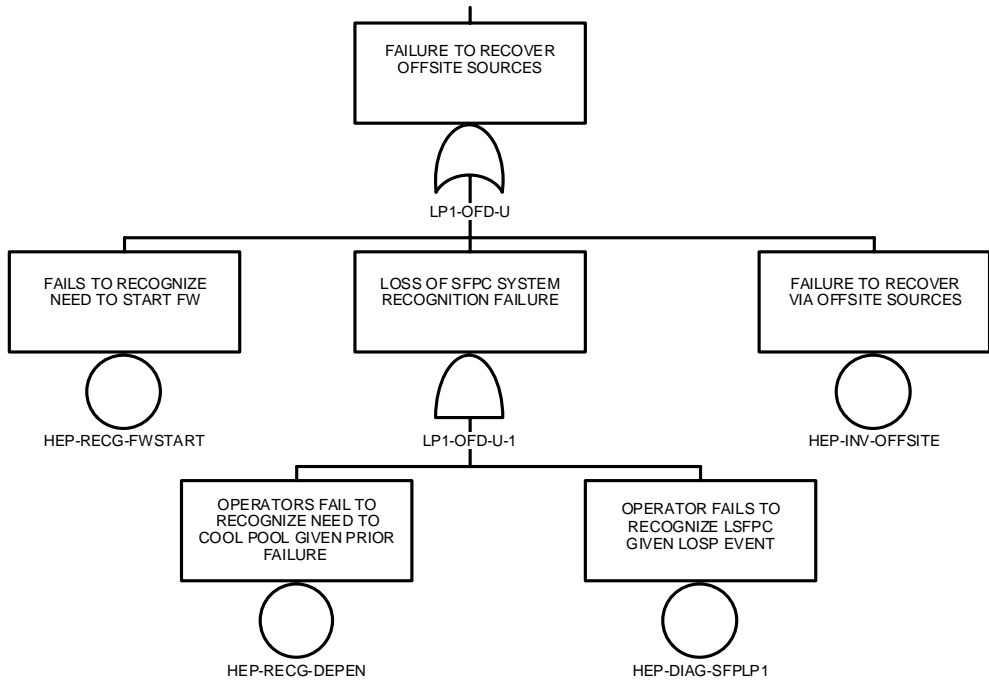 FAILURE TO RECOVER
OFFSITE SOURCES
LP1-OFD-U
FAILS TO RECOGNIZE
NEED TO START FW
LOSS OF SFPC SYSTEM
RECOGNITION FAILURE
FAILURE TO RECOVER
VIA OFFSITE SOURCES
HEP-RECG-FWSTART
LP1-OFD-U-1
HEP-INV-OFFSITE
OPERATORS FAIL TO
RECOGNIZE NEED TO
COOL POOL GIVEN PRIOR
FAILURE
OPERATOR FAILS TO
RECOGNIZE LSFPC
GIVEN LOSP EVENT
HEP-RECG-DEPEN
HEP-DIAG-SFPLP1